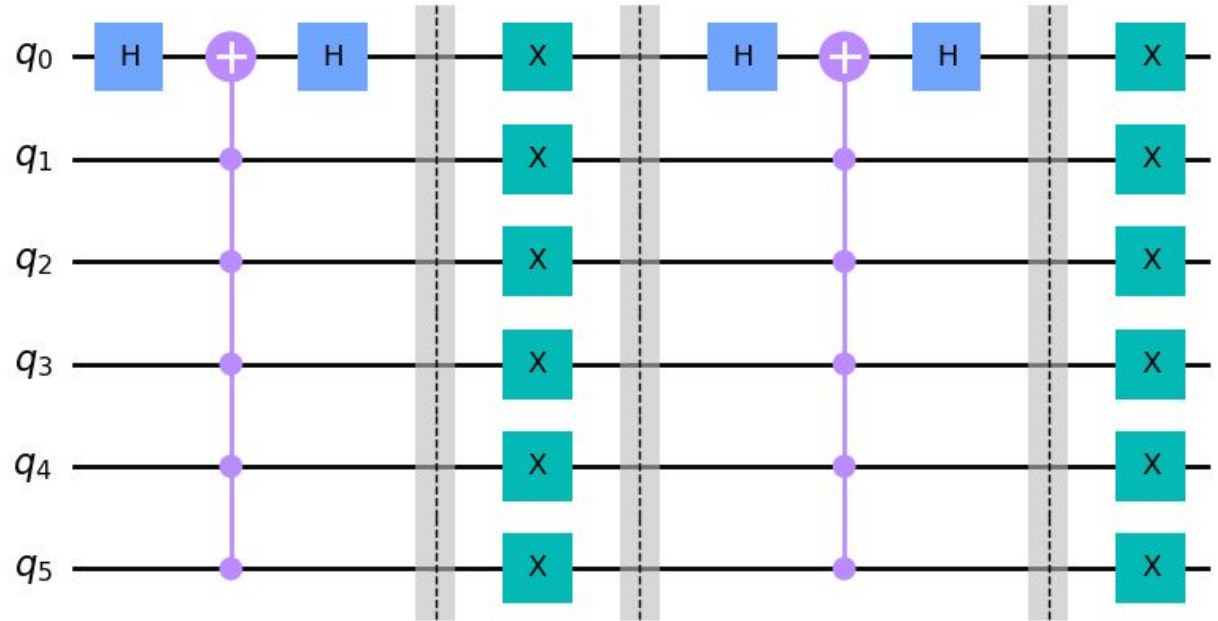 q0 H H X H H X
q1 X X
q2 X X
q3 X X
q4 X X
q5 X X